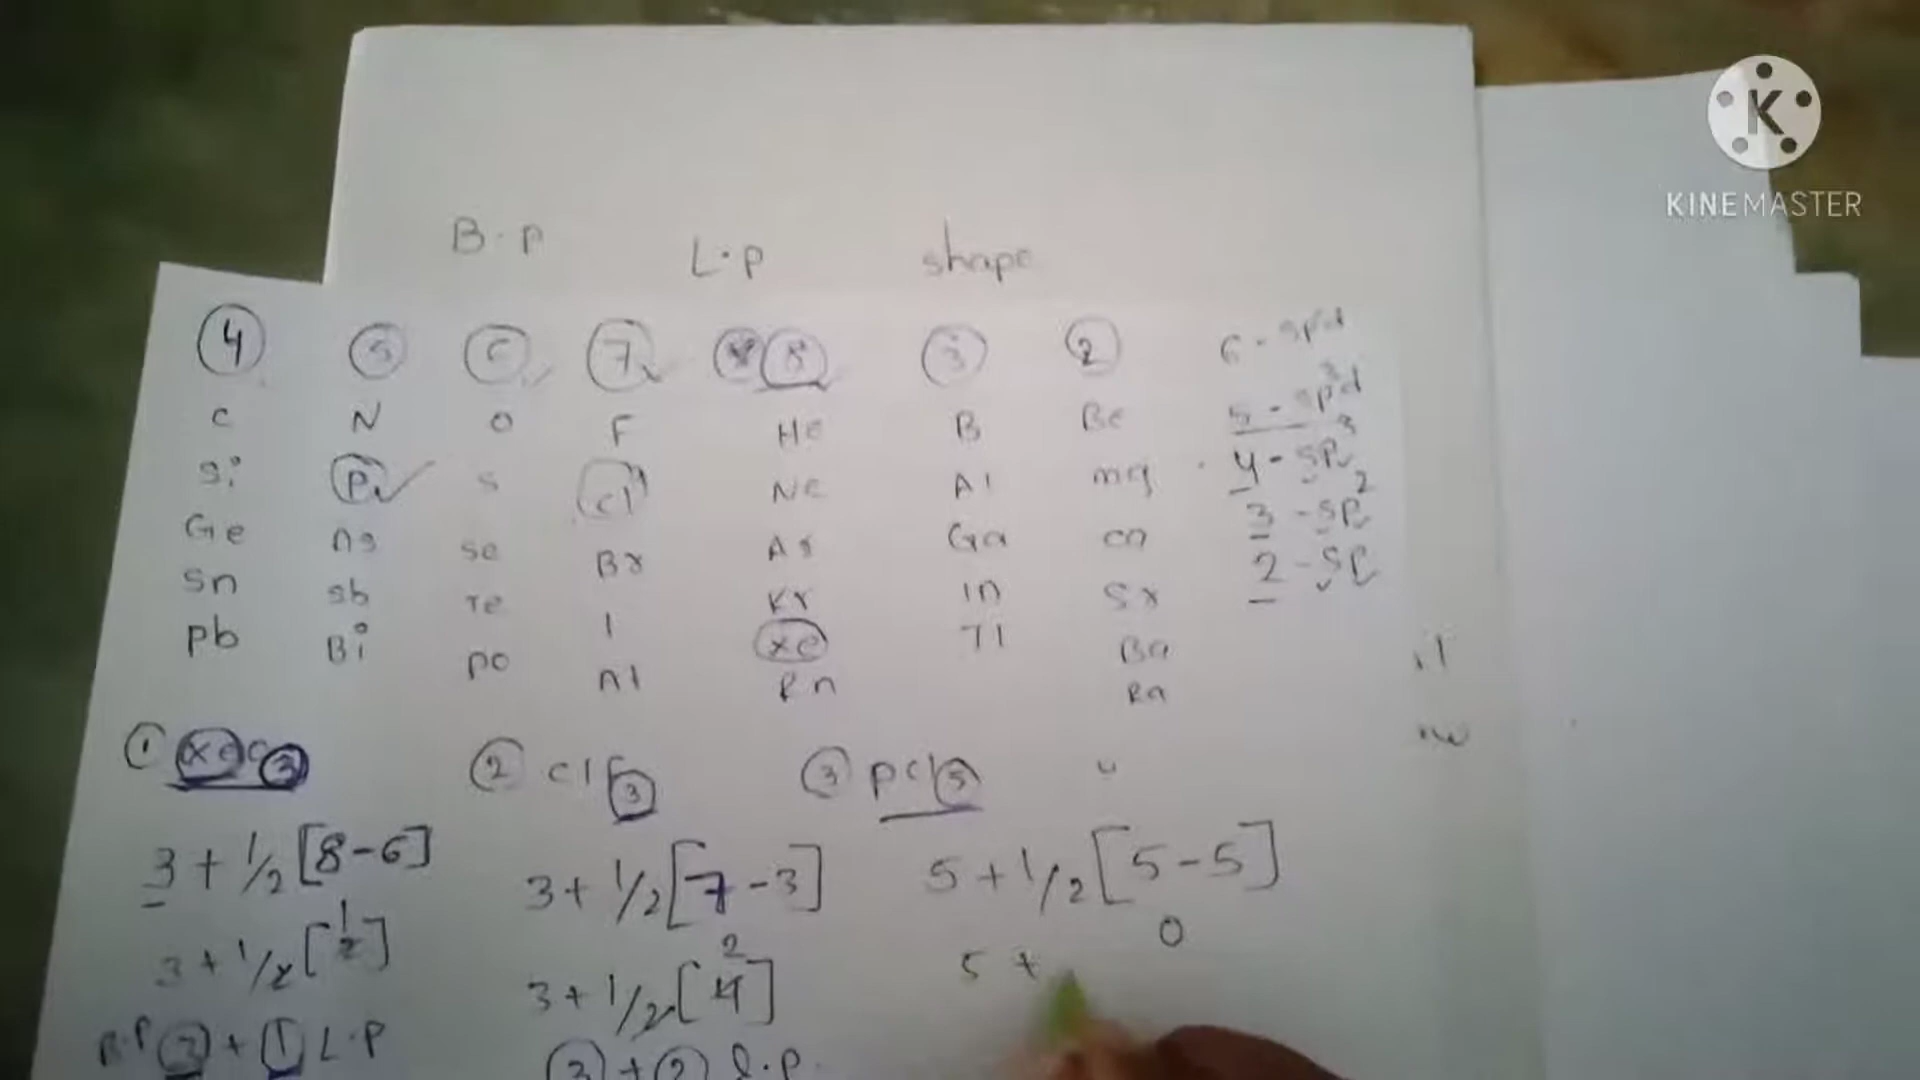 K
KINEMASTER
B.P L.P shape
4 5 6 7 8 3 2
C N O F He B Be
Si P S Cl Ne Al mg
Ge As Se Br Ar Ga ca
Sn Sb Te I Kr In Sr
Pb Bi Po At Xe Tl Ba
Rn Ra
5 - sp³d
4 - SP³
3 - SP²
2 - SP
① XeO3 ② ClF3 ③ PCl5
3 + 1/2 [8-6] 3 + 1/2 [7-3] 5 + 1/2 [5-5]
0
3 + 1/2 [2] 3 + 1/2 [4] 5 +
1 2
B.P 3 + 1 L.P 3 + 2 l.p.